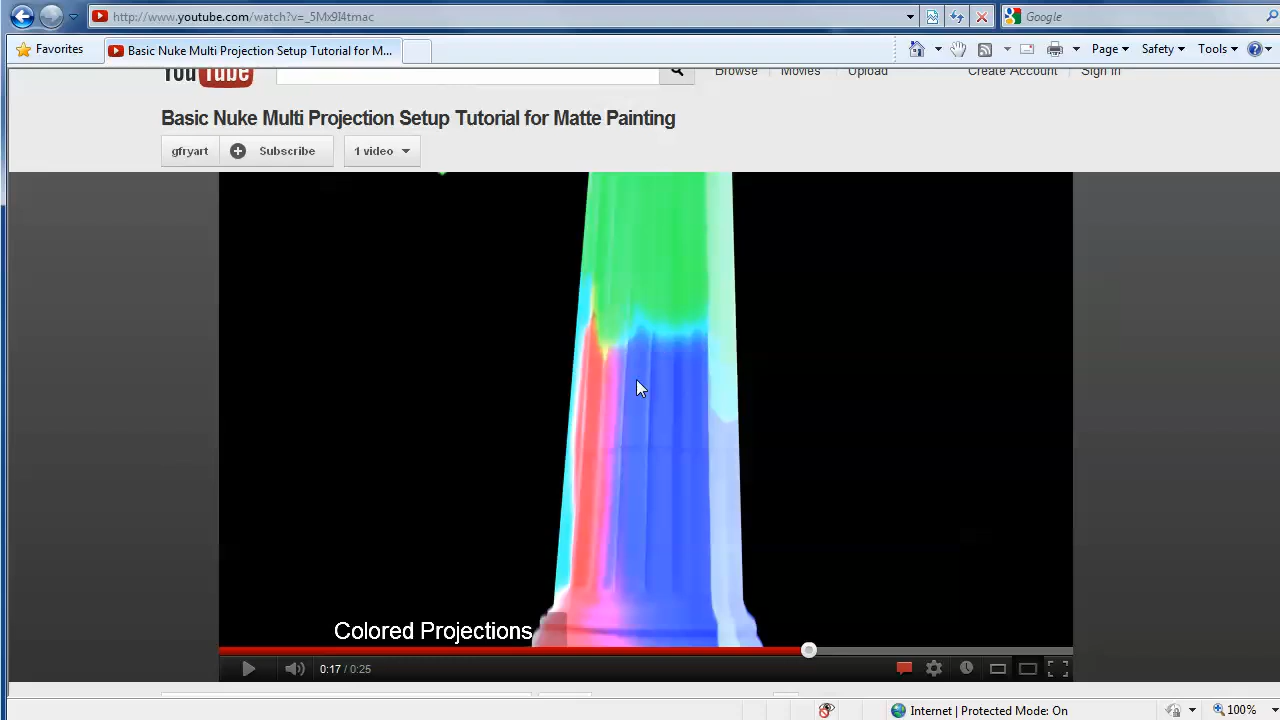 http://www.youtube.com/watch?v=_5Mx9I4tmac
Google
Favorites
Basic Nuke Multi Projection Setup Tutorial for M...
Page
Safety
Tools
YouTube
Browse
Movies
Upload
Create Account
Sign In
Basic Nuke Multi Projection Setup Tutorial for Matte Painting
gfryart
Subscribe
1 video
Colored Projections
0:17 / 0:25
Internet | Protected Mode: On
100%